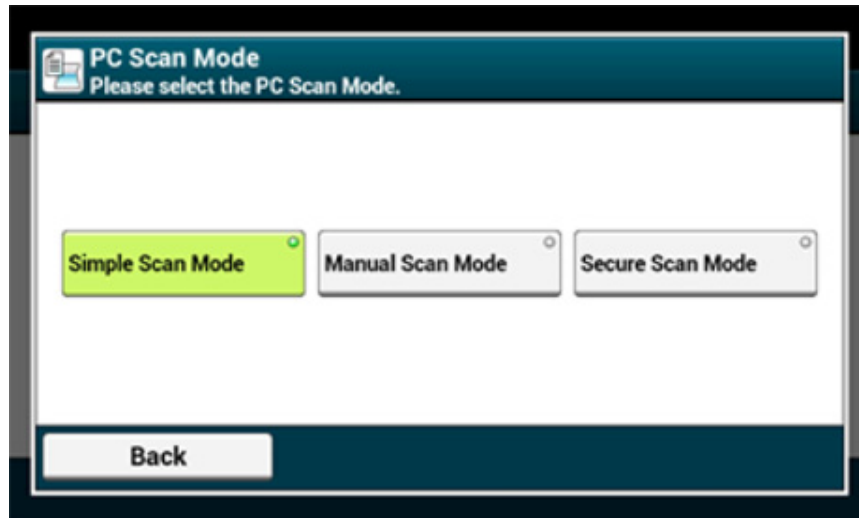 PC Scan Mode
Please select the PC Scan Mode.
Simple Scan Mode
Manual Scan Mode
Secure Scan Mode
Back